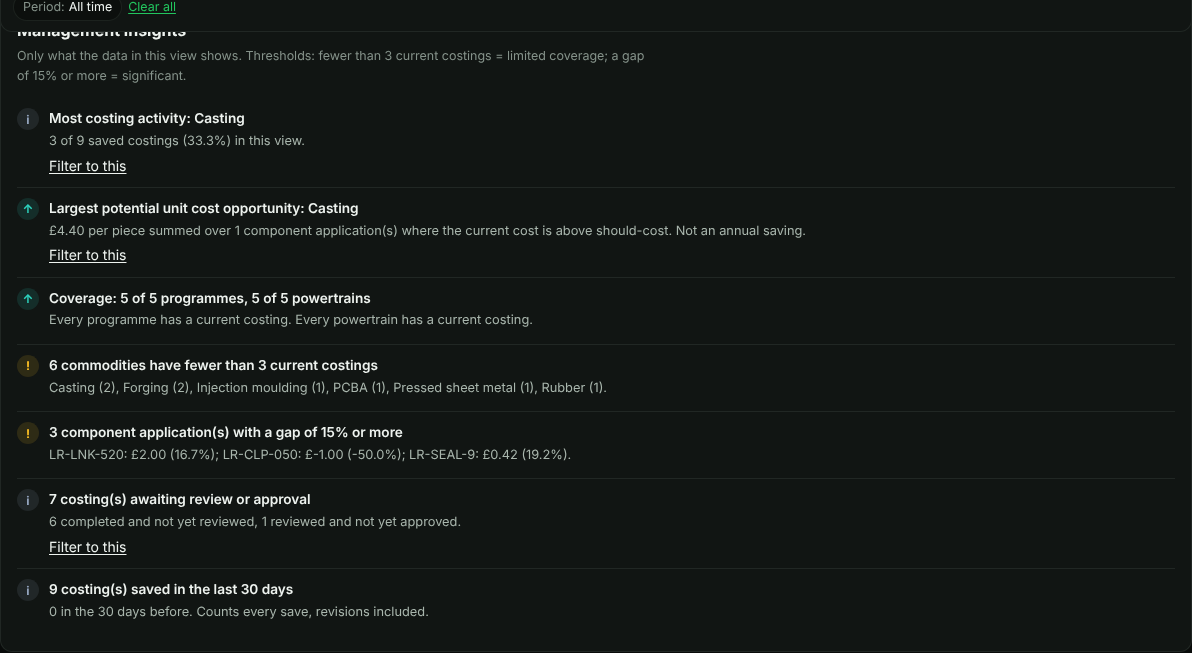 Period: All time Clear all
Management insights
Only what the data in this view shows. Thresholds: fewer than 3 current costings = limited coverage; a gap
of 15% or more = significant.
i Most costing activity: Casting
3 of 9 saved costings (33.3%) in this view.
Filter to this
↑ Largest potential unit cost opportunity: Casting
£4.40 per piece summed over 1 component application(s) where the current cost is above should-cost. Not an annual saving.
Filter to this
↑ Coverage: 5 of 5 programmes, 5 of 5 powertrains
Every programme has a current costing. Every powertrain has a current costing.
! 6 commodities have fewer than 3 current costings
Casting (2), Forging (2), Injection moulding (1), PCBA (1), Pressed sheet metal (1), Rubber (1).
! 3 component application(s) with a gap of 15% or more
LR-LNK-520: £2.00 (16.7%); LR-CLP-050: £-1.00 (-50.0%); LR-SEAL-9: £0.42 (19.2%).
i 7 costing(s) awaiting review or approval
6 completed and not yet reviewed, 1 reviewed and not yet approved.
Filter to this
i 9 costing(s) saved in the last 30 days
0 in the 30 days before. Counts every save, revisions included.